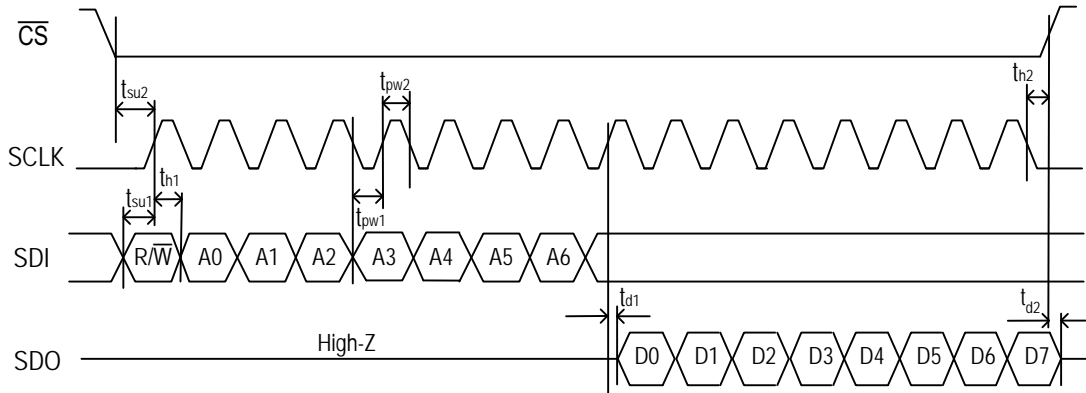 CS
tsu2
tpw2
th2
SCLK
tsu1
th1
tpw1
SDI
R/W A0 A1 A2 A3 A4 A5 A6
td1
td2
SDO
High-Z
D0 D1 D2 D3 D4 D5 D6 D7